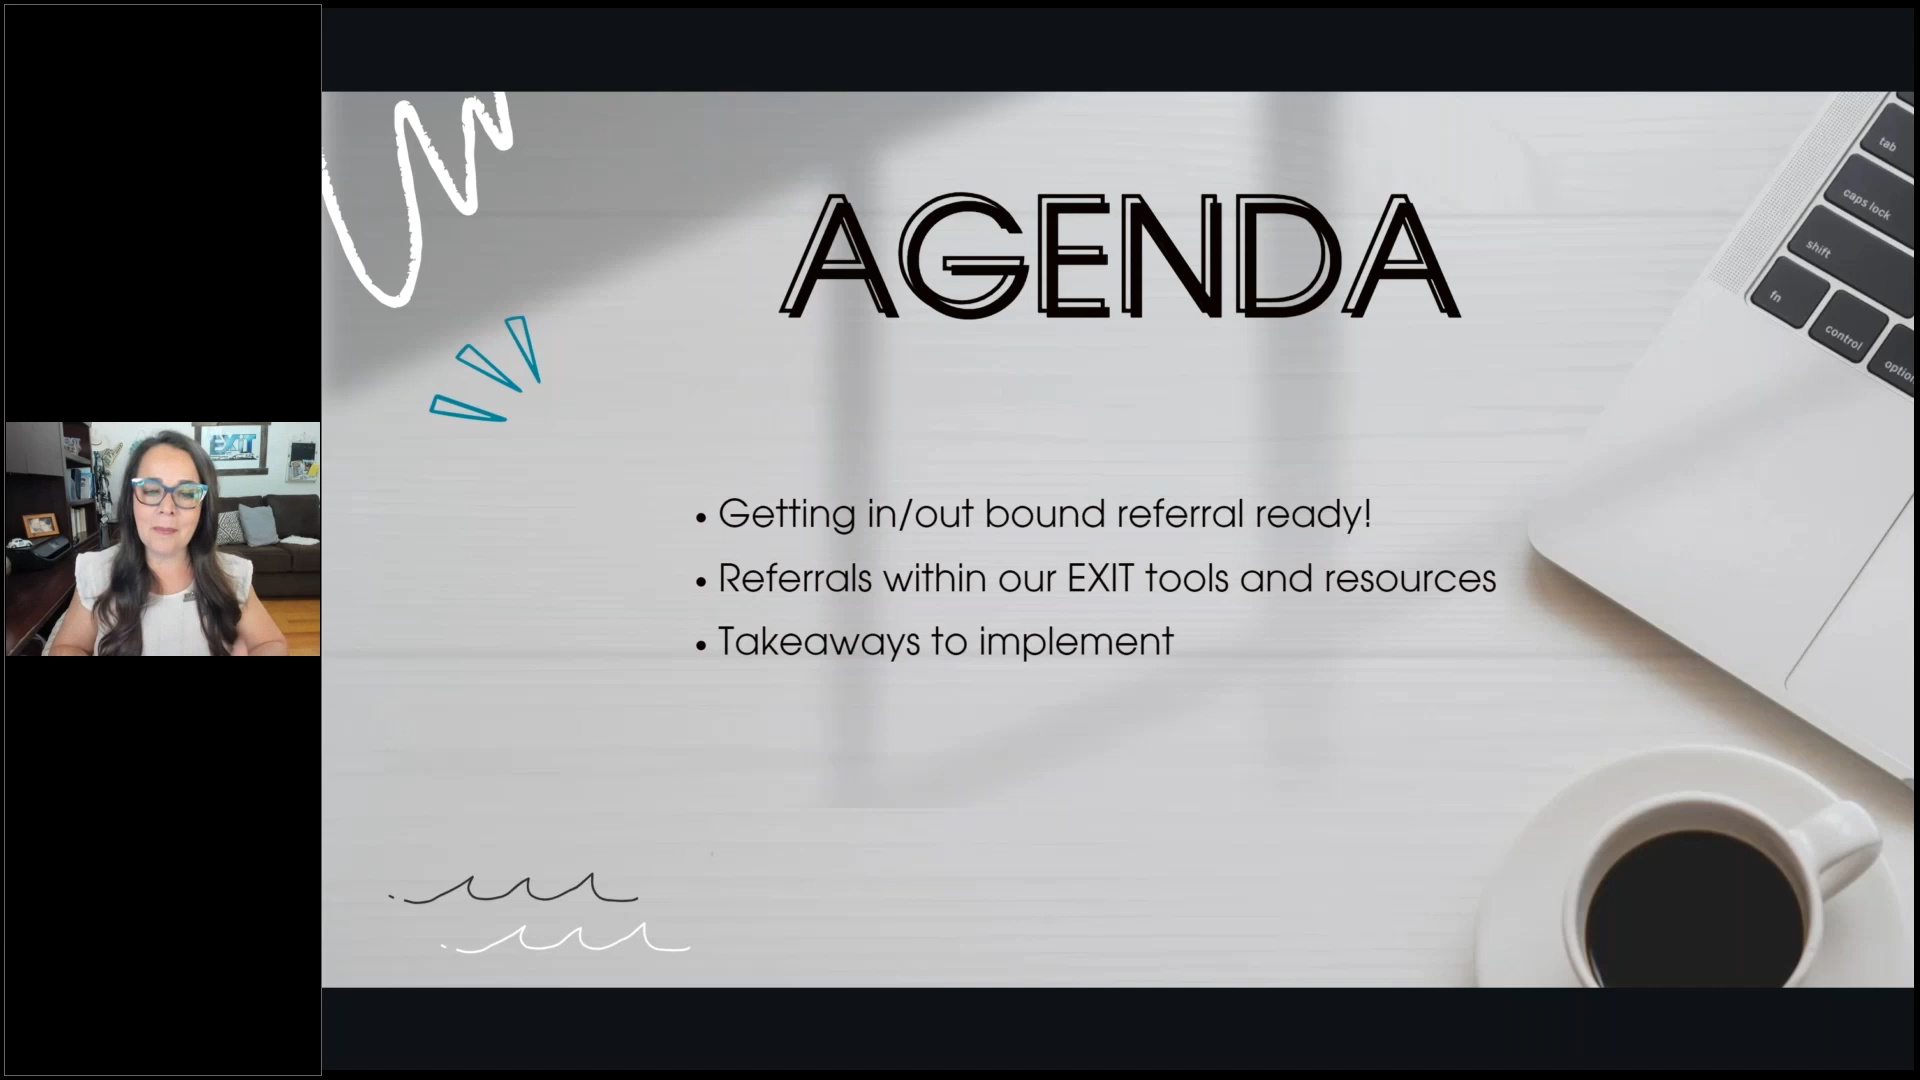 AGENDA
• Getting in/out bound referral ready!
• Referrals within our EXIT tools and resources
• Takeaways to implement
tab
caps lock
shift
fn
control
EXIT